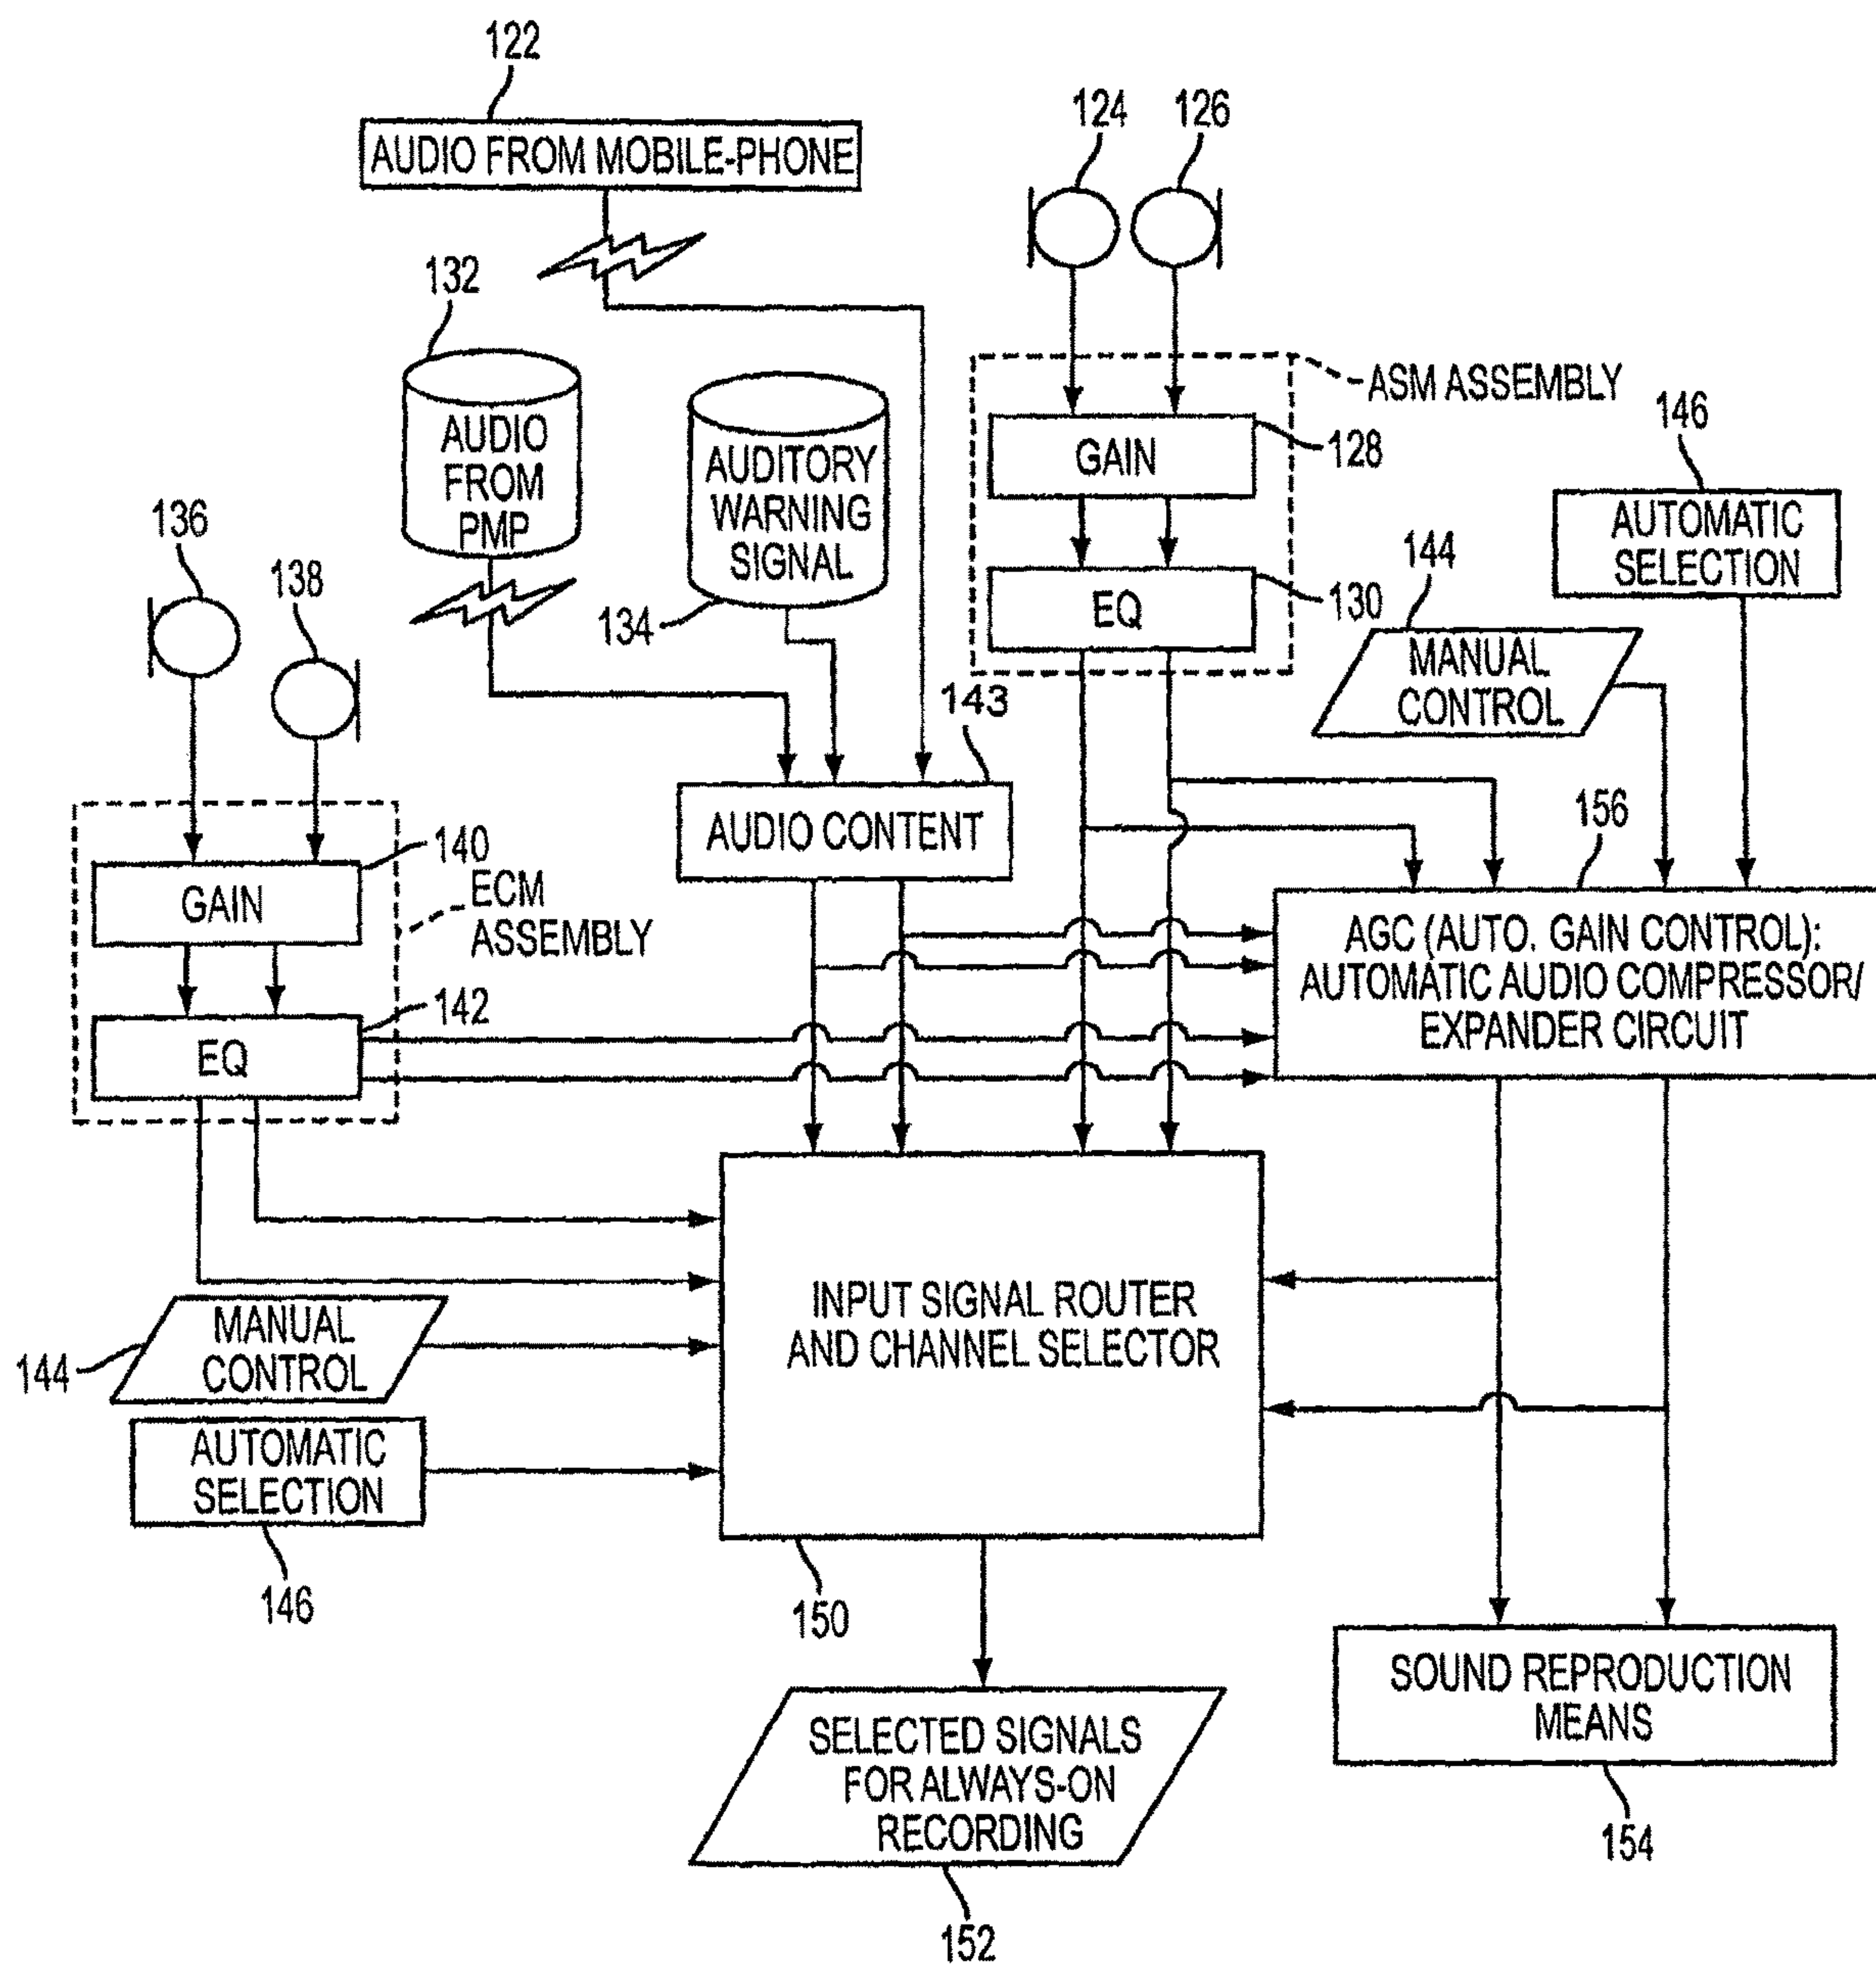 122
AUDIO FROM MOBILE-PHONE
124
126
132
AUDIO
FROM
PMP
AUDITORY
WARNING
SIGNAL
134
ASM ASSEMBLY
GAIN
128
EQ
130
146
AUTOMATIC
SELECTION
144
MANUAL
CONTROL
136
138
143
AUDIO CONTENT
156
AGC (AUTO. GAIN CONTROL):
AUTOMATIC AUDIO COMPRESSOR/
EXPANDER CIRCUIT
140
GAIN
ECM
ASSEMBLY
142
EQ
INPUT SIGNAL ROUTER
AND CHANNEL SELECTOR
MANUAL
CONTROL
144
AUTOMATIC
SELECTION
146
150
SOUND REPRODUCTION
MEANS
154
SELECTED SIGNALS
FOR ALWAYS-ON
RECORDING
152